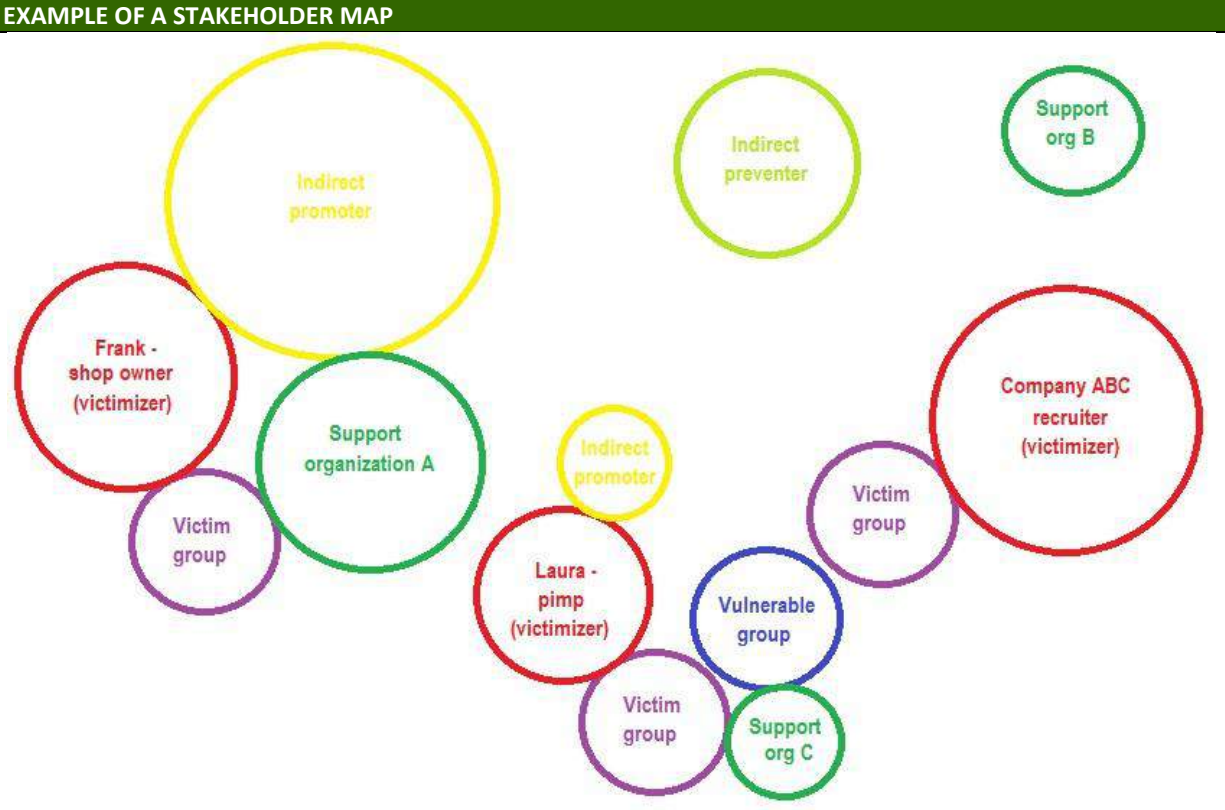 EXAMPLE OF A STAKEHOLDER MAP
Indirect
promoter
Indirect
preventer
Support
org B
Frank -
shop owner
(victimizer)
Support
organization A
Indirect
promoter
Company ABC
recruiter
(victimizer)
Victim
group
Victim
group
Laura -
pimp
(victimizer)
Vulnerable
group
Victim
group
Support
org C